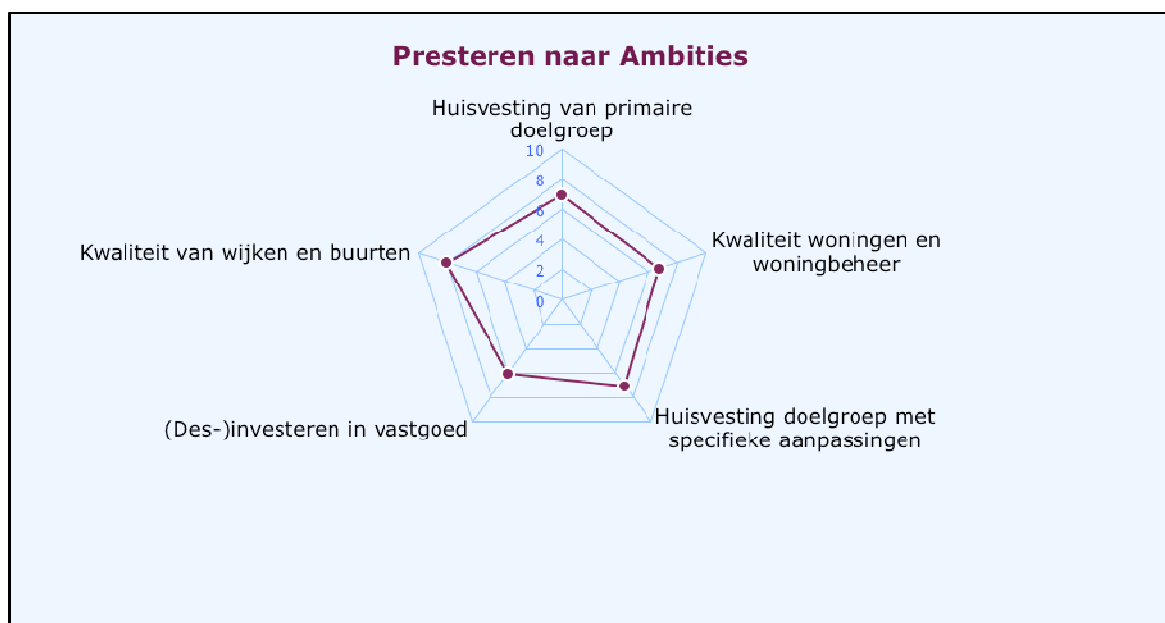 Presteren naar Ambities
Huisvesting van primaire
doelgroep
10
8
6
4
2
0
Kwaliteit woningen en
woningbeheer
Kwaliteit van wijken en buurten
Huisvesting doelgroep met
specifieke aanpassingen
(Des-)investeren in vastgoed